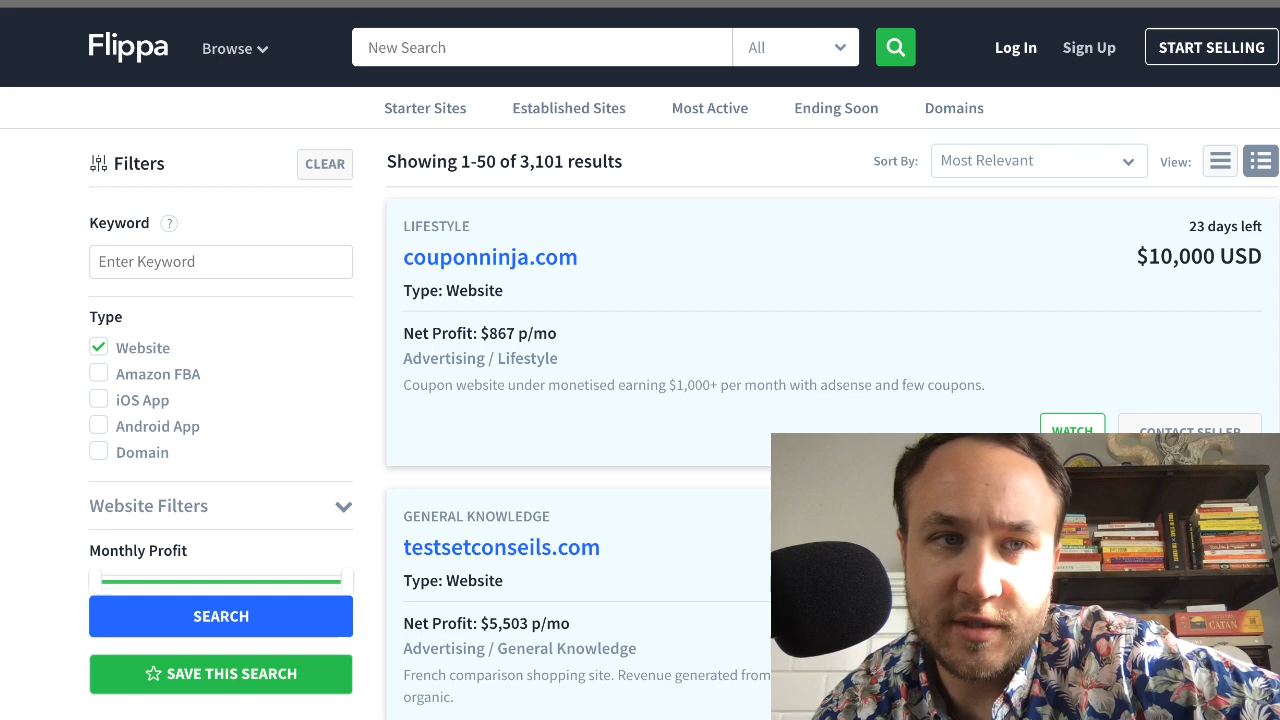 Flippa
Browse
New Search
All
Log In
Sign Up
START SELLING
Starter Sites
Established Sites
Most Active
Ending Soon
Domains
Filters
CLEAR
Showing 1-50 of 3,101 results
Sort By:
Most Relevant
View:
Keyword ?
Enter Keyword
Type
Website
Amazon FBA
iOS App
Android App
Domain
Website Filters
Monthly Profit
SEARCH
SAVE THIS SEARCH
LIFESTYLE
23 days left
couponninja.com
$10,000 USD
Type: Website
Net Profit: $867 p/mo
Advertising / Lifestyle
Coupon website under monetised earning $1,000+ per month with adsense and few coupons.
WATCH
CONTACT SELLER
GENERAL KNOWLEDGE
testsetconseils.com
Type: Website
Net Profit: $5,503 p/mo
Advertising / General Knowledge
French comparison shopping site. Revenue generated from
organic.
CATAN